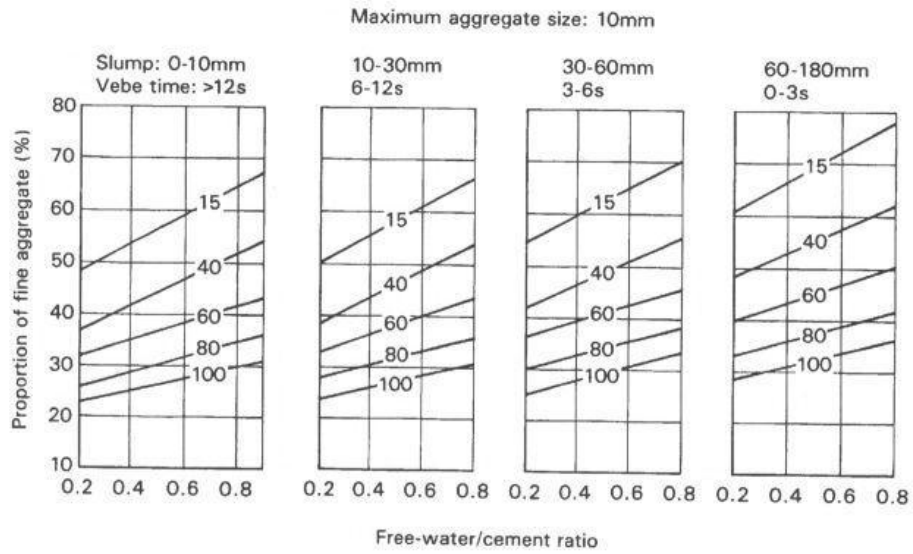 Maximum aggregate size: 10mm
Slump: 0-10mm
Vebe time: >12s
10-30mm
6-12s
30-60mm
3-6s
60-180mm
0-3s
Proportion of fine aggregate (%)
80
70
60
50
40
30
20
10
15
40
60
80
100
0.2 0.4 0.6 0.8
15
40
60
80
100
0.2 0.4 0.6 0.8
15
40
60
80
100
0.2 0.4 0.6 0.8
15
40
60
80
100
0.2 0.4 0.6 0.8
Free-water/cement ratio